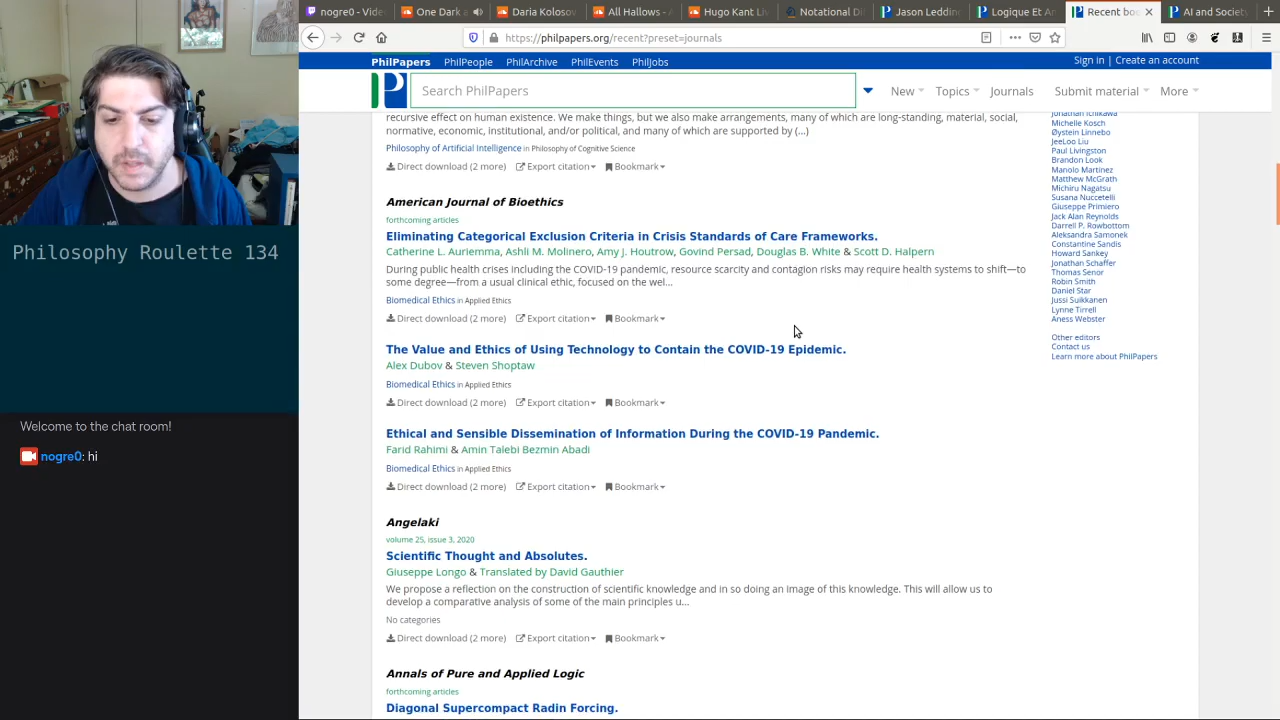 nogre0 - Vide
One Dark
Daria Kolosov
All Hallows - A
Hugo Kant Liv
Notational Dif
Jason Leddin
Logique Et An
Recent boo
AI and Society
https://philpapers.org/recent?preset=journals
PhilPapers PhilPeople PhilArchive PhilEvents PhilJobs
Sign in | Create an account
Search PhilPapers
New Topics Journals Submit material More
recursive effect on human existence. We make things, but we also make arrangements, many of which are long-standing, material, social,
normative, economic, institutional, and/or political, and many of which are supported by (...)
Philosophy of Artificial Intelligence in Philosophy of Cognitive Science
Direct download (2 more) Export citation Bookmark
American Journal of Bioethics
forthcoming articles
Eliminating Categorical Exclusion Criteria in Crisis Standards of Care Frameworks.
Catherine L. Auriemma, Ashli M. Molinero, Amy J. Houtrow, Govind Persad, Douglas B. White & Scott D. Halpern
During public health crises including the COVID-19 pandemic, resource scarcity and contagion risks may require health systems to shift—to
some degree—from a usual clinical ethic, focused on the wel...
Biomedical Ethics in Applied Ethics
Direct download (2 more) Export citation Bookmark
The Value and Ethics of Using Technology to Contain the COVID-19 Epidemic.
Alex Dubov & Steven Shoptaw
Biomedical Ethics in Applied Ethics
Direct download (2 more) Export citation Bookmark
Ethical and Sensible Dissemination of Information During the COVID-19 Pandemic.
Farid Rahimi & Amin Talebi Bezmin Abadi
Biomedical Ethics in Applied Ethics
Direct download (2 more) Export citation Bookmark
Angelaki
volume 25, issue 3, 2020
Scientific Thought and Absolutes.
Giuseppe Longo & Translated by David Gauthier
We propose a reflection on the construction of scientific knowledge and in so doing an image of this knowledge. This will allow us to
develop a comparative analysis of some of the main principles u...
No categories
Direct download (2 more) Export citation Bookmark
Annals of Pure and Applied Logic
forthcoming articles
Diagonal Supercompact Radin Forcing.
Jonathan Ichikawa
Michelle Kosch
Øystein Linnebo
JeeLoo Liu
Paul Livingston
Brandon Look
Manolo Martínez
Matthew McGrath
Michiru Nagatsu
Susana Nuccetelli
Giuseppe Primiero
Jack Alan Reynolds
Darrell P. Rowbottom
Aleksandra Samonek
Constantine Sandis
Howard Sankey
Jonathan Schaffer
Thomas Senor
Robin Smith
Daniel Star
Jussi Suikkanen
Lynne Tirrell
Aness Webster
Other editors
Contact us
Learn more about PhilPapers
Philosophy Roulette 134
Welcome to the chat room!
nogre0: hi